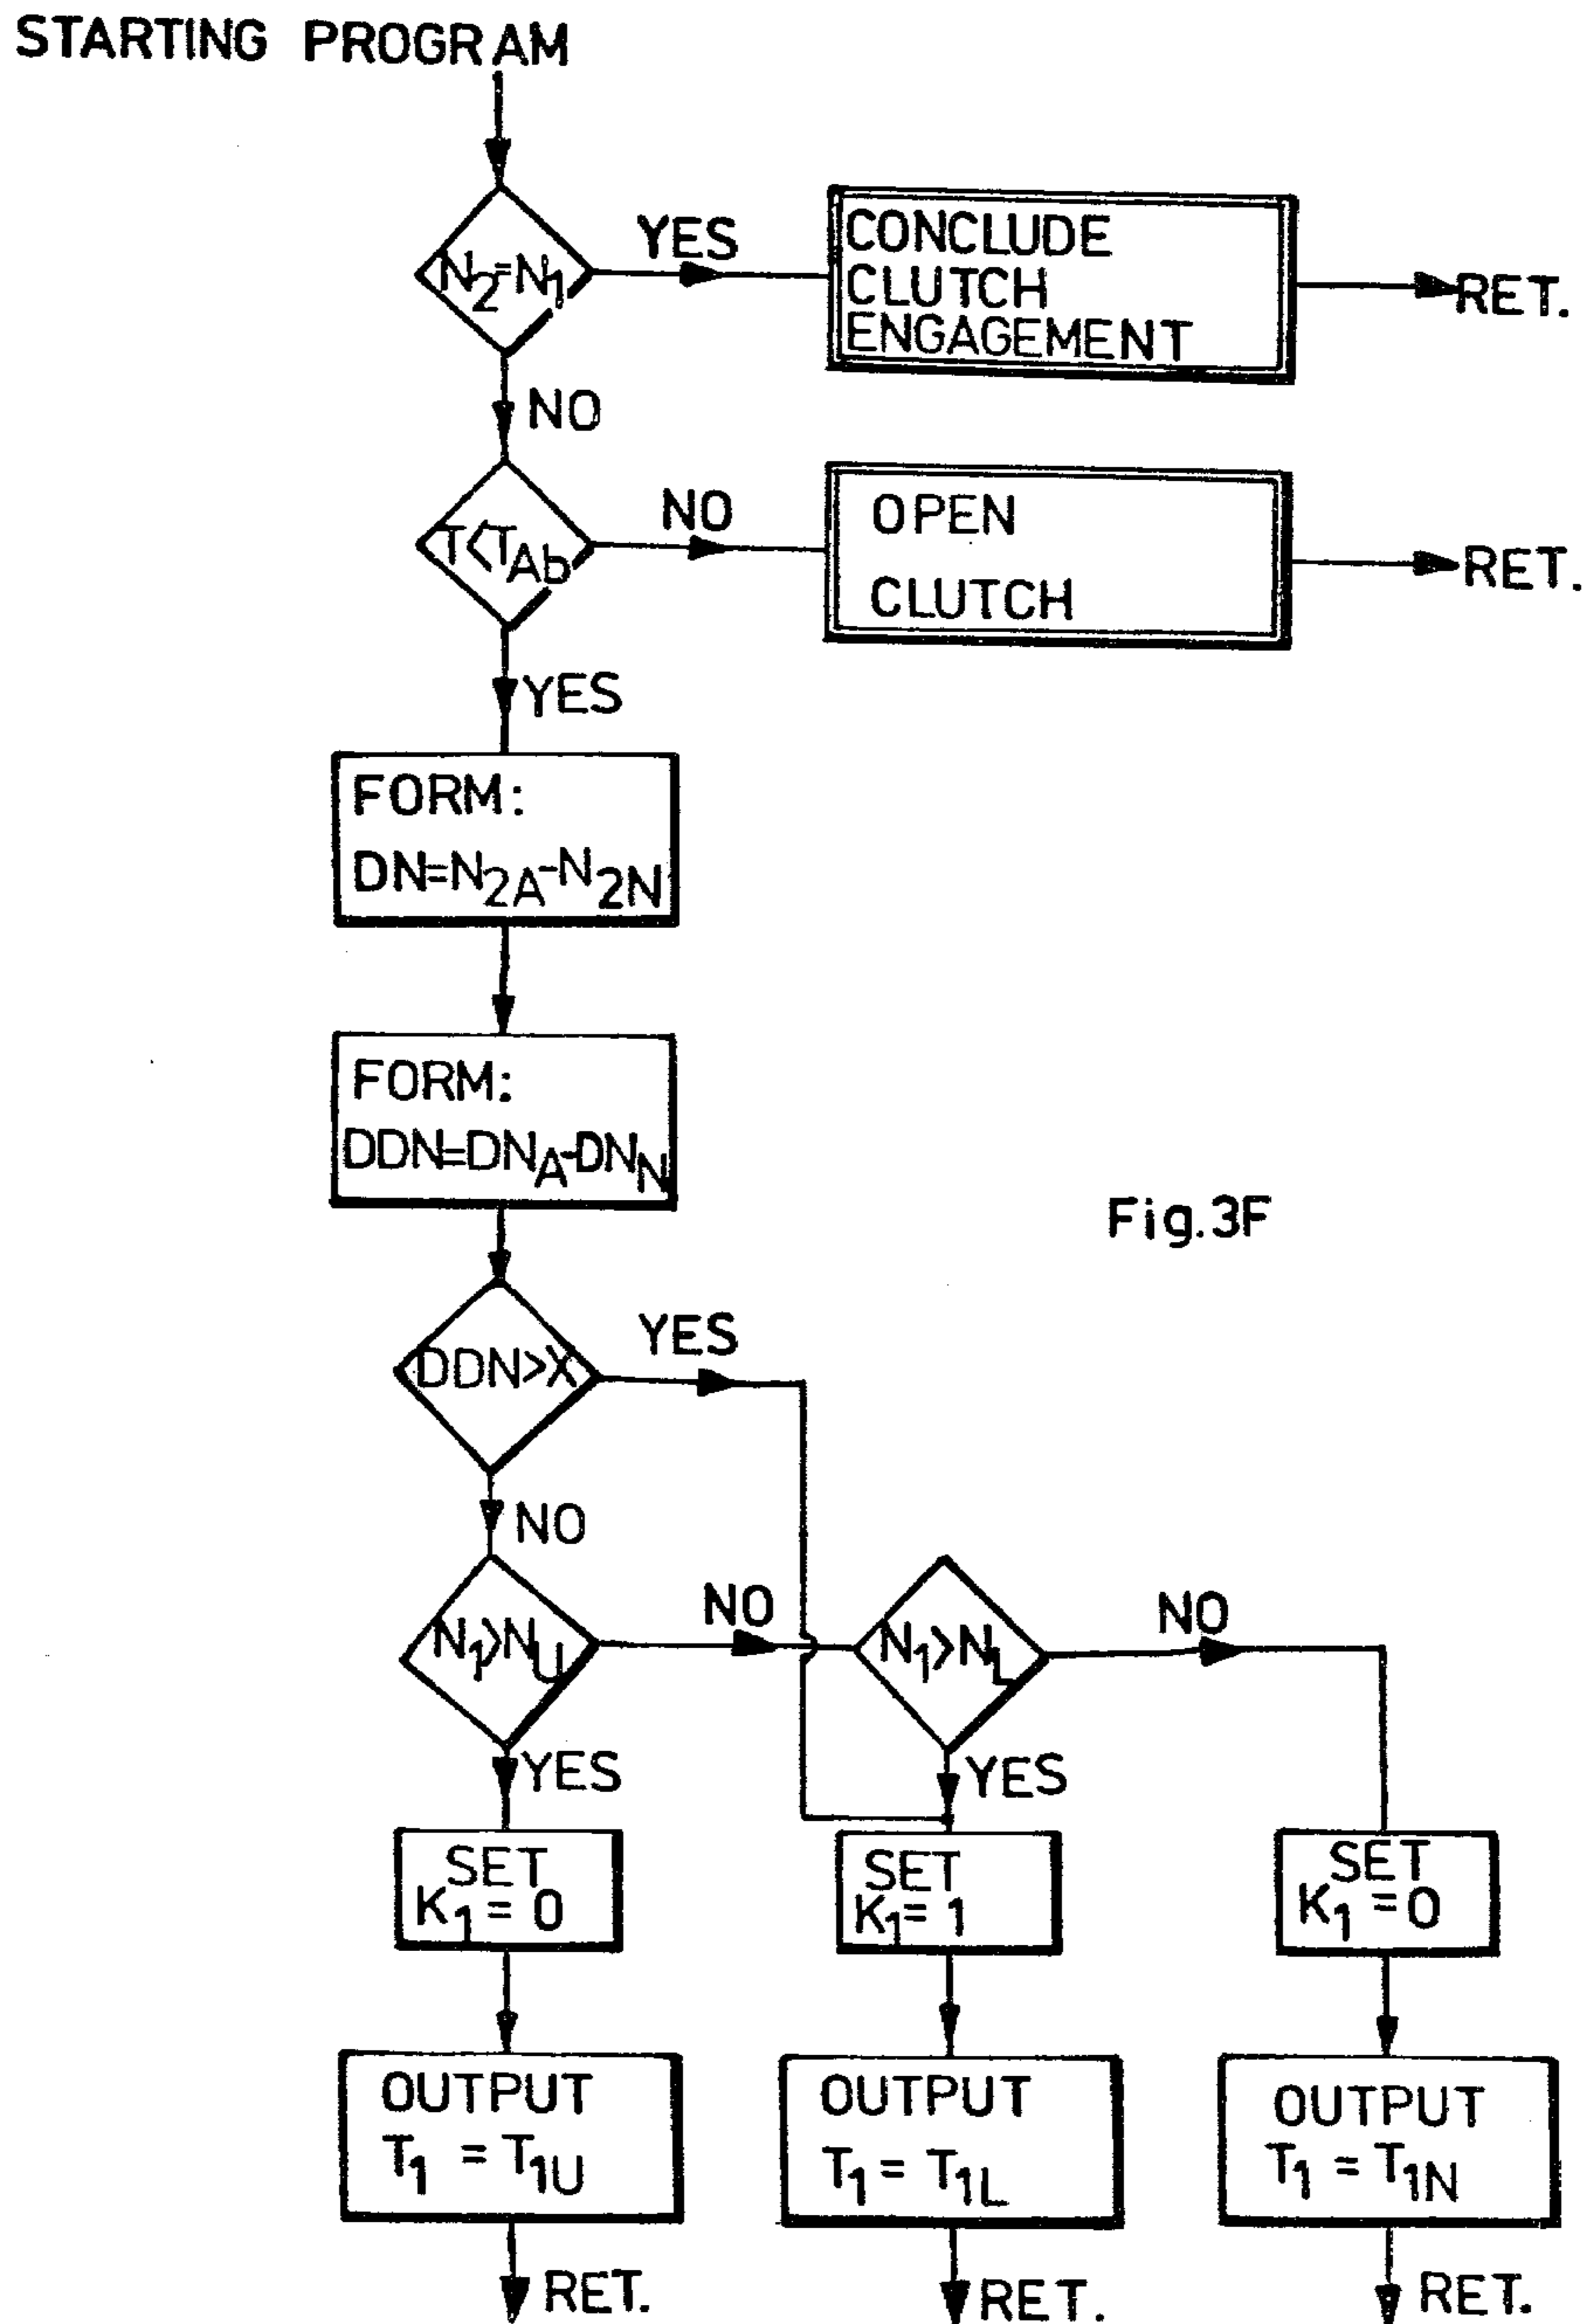 STARTING PROGRAM
N2=N1
YES
CONCLUDE
CLUTCH
ENGAGEMENT
RET.
NO
T<TAb
NO
OPEN
CLUTCH
RET.
YES
FORM:
DN=N2A-N2N
FORM:
DDN=DNA-DNN
Fig.3F
DDN>X
YES
NO
N1>NU
NO
N1>NL
NO
YES
YES
SET
K1=0
SET
K1=1
SET
K1=0
OUTPUT
T1 = T1U
OUTPUT
T1 = T1L
OUTPUT
T1 = T1N
RET.
RET.
RET.